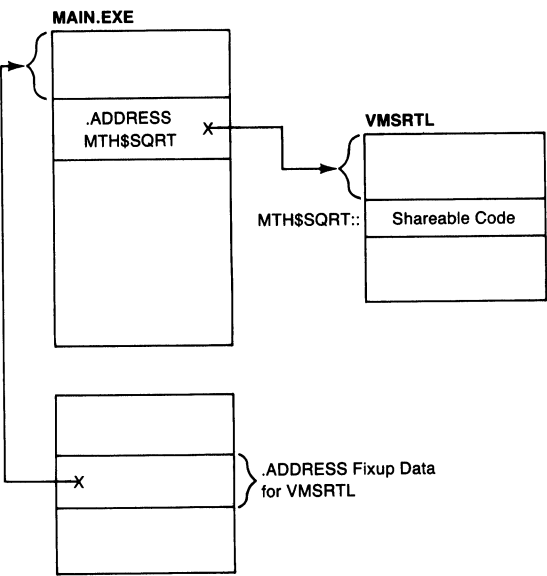 MAIN.EXE
.ADDRESS
MTH$SQRT
X
VMSRTL
MTH$SQRT::
Shareable Code
X
.ADDRESS Fixup Data
for VMSRTL